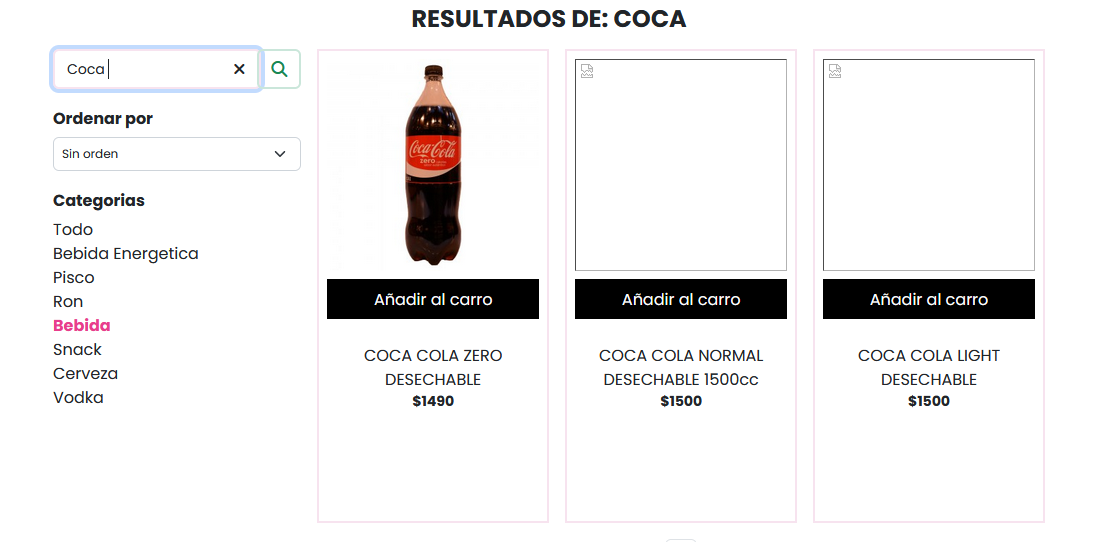 RESULTADOS DE: COCA
Coca
Ordenar por
Sin orden
Categorias
Todo
Bebida Energetica
Pisco
Ron
Bebida
Snack
Cerveza
Vodka
Coca-Cola
zero
Añadir al carro
COCA COLA ZERO
DESECHABLE
$1490
Añadir al carro
COCA COLA NORMAL
DESECHABLE 1500cc
$1500
Añadir al carro
COCA COLA LIGHT
DESECHABLE
$1500